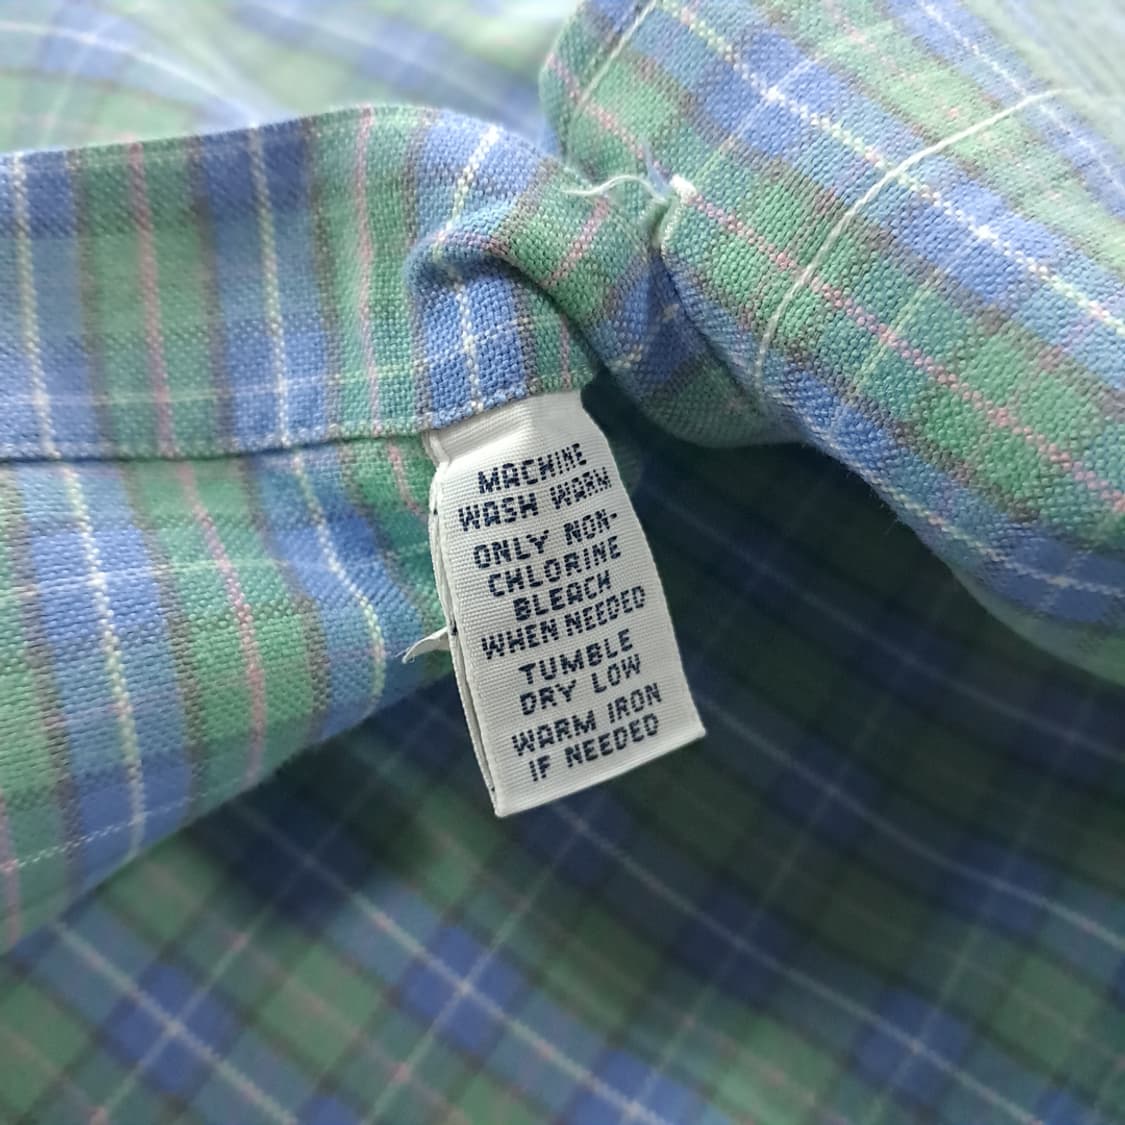 MACHINE
WASH WARM
ONLY NON-
CHLORINE
BLEACH
WHEN NEEDED
TUMBLE
DRY LOW
WARM IRON
IF NEEDED